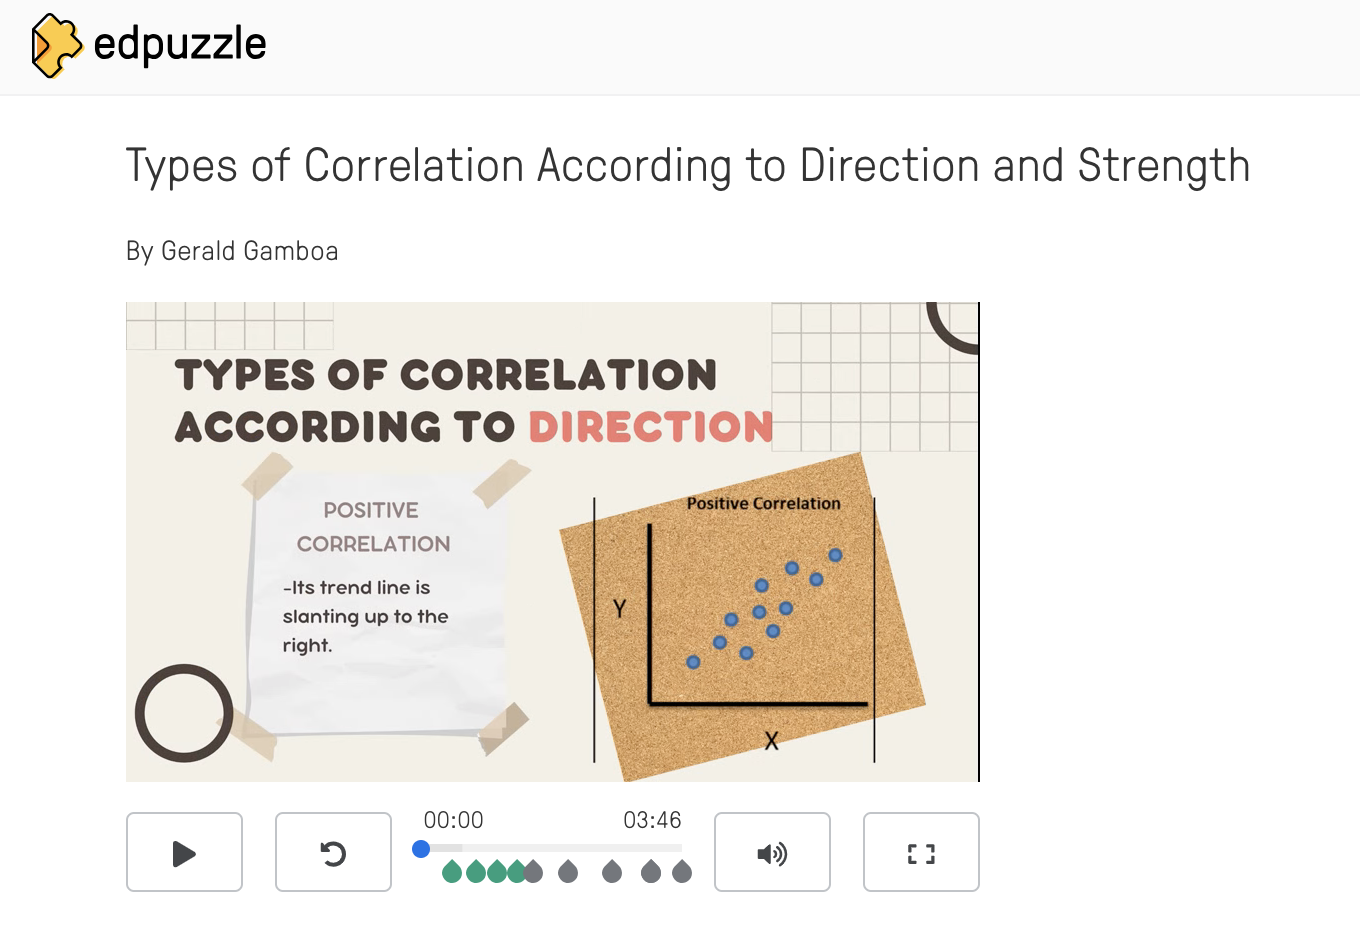 edpuzzle
Types of Correlation According to Direction and Strength
By Gerald Gamboa
TYPES OF CORRELATION
ACCORDING TO DIRECTION
POSITIVE
CORRELATION
-Its trend line is
slanting up to the
right.
Positive Correlation
Y
X
00:00 03:46